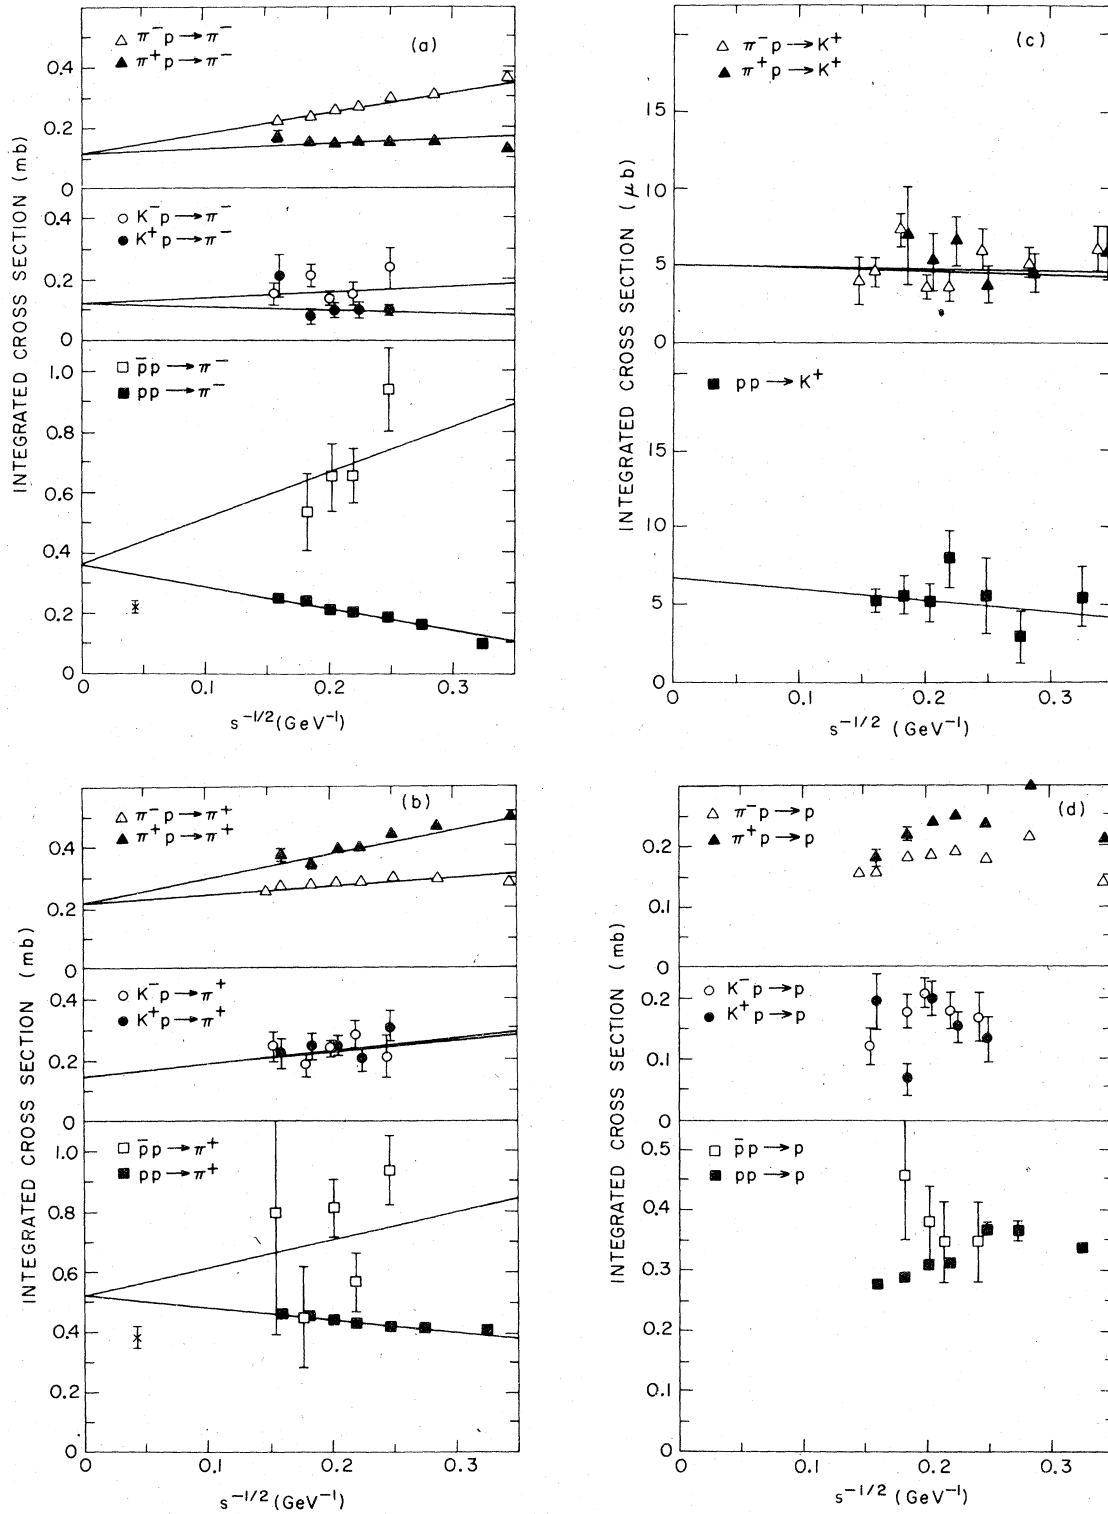 (a)
△ π⁻p → π⁻
▲ π⁺p → π⁻
0.4
0.2
0
○ K⁻p → π⁻
● K⁺p → π⁻
0.4
0.2
0
□ p̄p → π⁻
■ pp → π⁻
1.0
0.8
0.6
0.4
0.2
0
INTEGRATED CROSS SECTION (mb)
0 0.1 0.2 0.3
s⁻¹/² (GeV⁻¹)
(c)
△ π⁻p → K⁺
▲ π⁺p → K⁺
15
10
5
0
■ pp → K⁺
15
10
5
0
INTEGRATED CROSS SECTION (μb)
0 0.1 0.2 0.3
s⁻¹/² (GeV⁻¹)
(b)
△ π⁻p → π⁺
▲ π⁺p → π⁺
0.4
0.2
0
○ K⁻p → π⁺
● K⁺p → π⁺
0.4
0.2
0
□ p̄p → π⁺
■ pp → π⁺
1.0
0.8
0.6
0.4
0.2
0
INTEGRATED CROSS SECTION (mb)
0 0.1 0.2 0.3
s⁻¹/² (GeV⁻¹)
(d)
△ π⁻p → p
▲ π⁺p → p
0.2
0.1
0
○ K⁻p → p
● K⁺p → p
0.2
0.1
0
□ p̄p → p
■ pp → p
0.5
0.4
0.3
0.2
0.1
0
INTEGRATED CROSS SECTION (mb)
0 0.1 0.2 0.3
s⁻¹/² (GeV⁻¹)